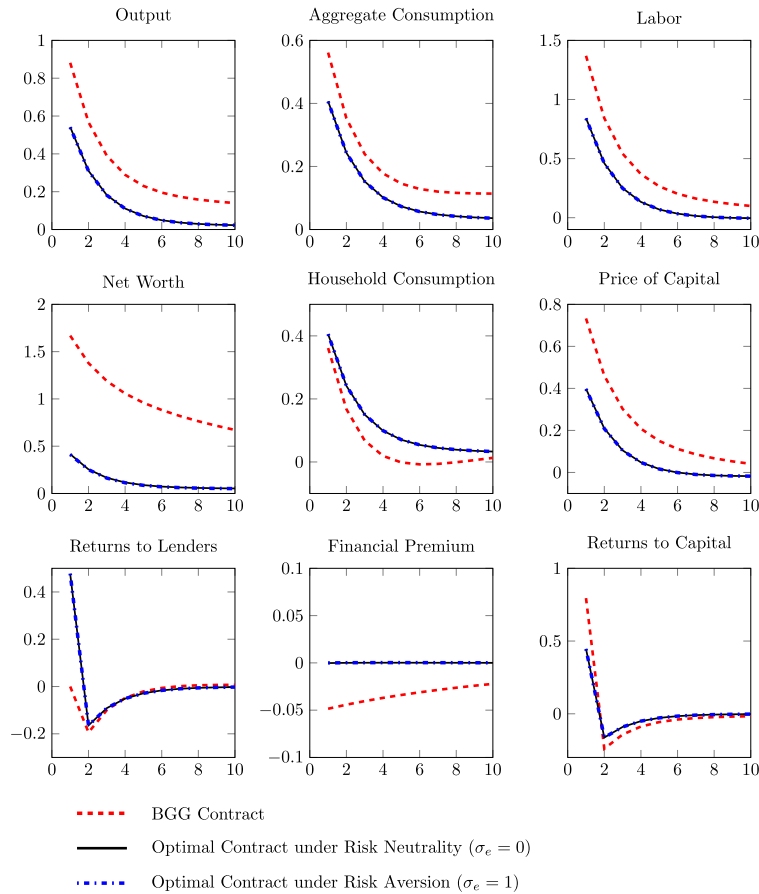 Output
Aggregate Consumption
Labor
1
0.8
0.6
0.4
0.2
0
0 2 4 6 8 10
0.6
0.4
0.2
0
0 2 4 6 8 10
1.5
1
0.5
0
0 2 4 6 8 10
Net Worth
Household Consumption
Price of Capital
2
1.5
1
0.5
0
0 2 4 6 8 10
0.4
0.2
0
0 2 4 6 8 10
0.8
0.6
0.4
0.2
0
0 2 4 6 8 10
Returns to Lenders
Financial Premium
Returns to Capital
0.4
0.2
0
−0.2
0 2 4 6 8 10
0.1
0.05
0
−0.05
−0.1
0 2 4 6 8 10
1
0.5
0
0 2 4 6 8 10
BGG Contract
Optimal Contract under Risk Neutrality (σₑ = 0)
Optimal Contract under Risk Aversion (σₑ = 1)